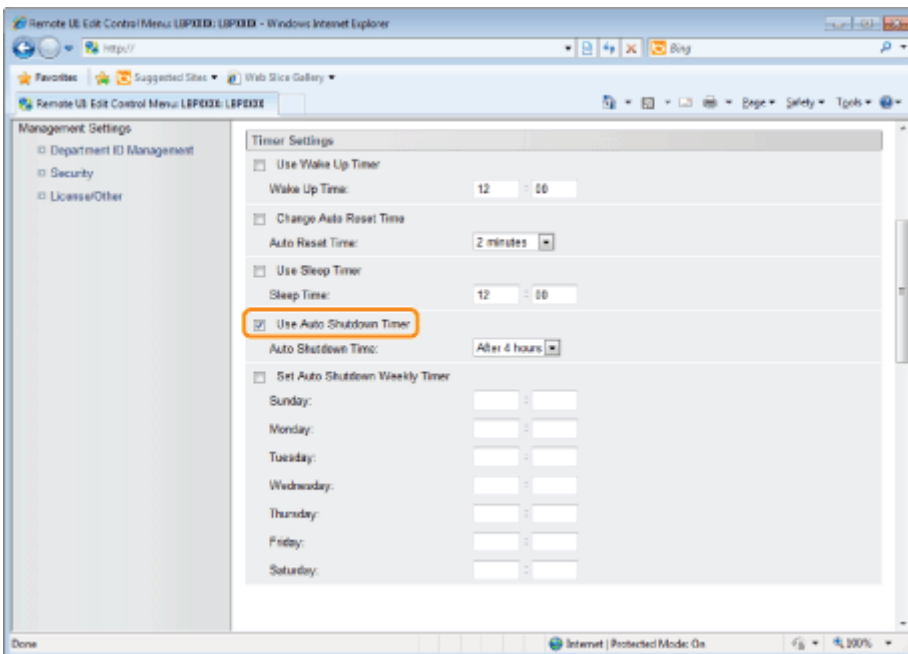 Remote UI: Edit Control Menu: LBPXXXX: LBPXXXX - Windows Internet Explorer
http://
Bing
Favorites Suggested Sites Web Slice Gallery
Remote UI: Edit Control Menu: LBPXXXX: LBPXXXX
Page Safety Tools
Management Settings
Department ID Management
Security
License/Other
Timer Settings
Use Wake Up Timer
Wake Up Time: 12 : 00
Change Auto Reset Time
Auto Reset Time: 2 minutes
Use Sleep Timer
Sleep Time: 12 : 00
Use Auto Shutdown Timer
Auto Shutdown Time: After 4 hours
Set Auto Shutdown Weekly Timer
Sunday: :
Monday: :
Tuesday: :
Wednesday: :
Thursday: :
Friday: :
Saturday: :
Done Internet | Protected Mode: On 100%